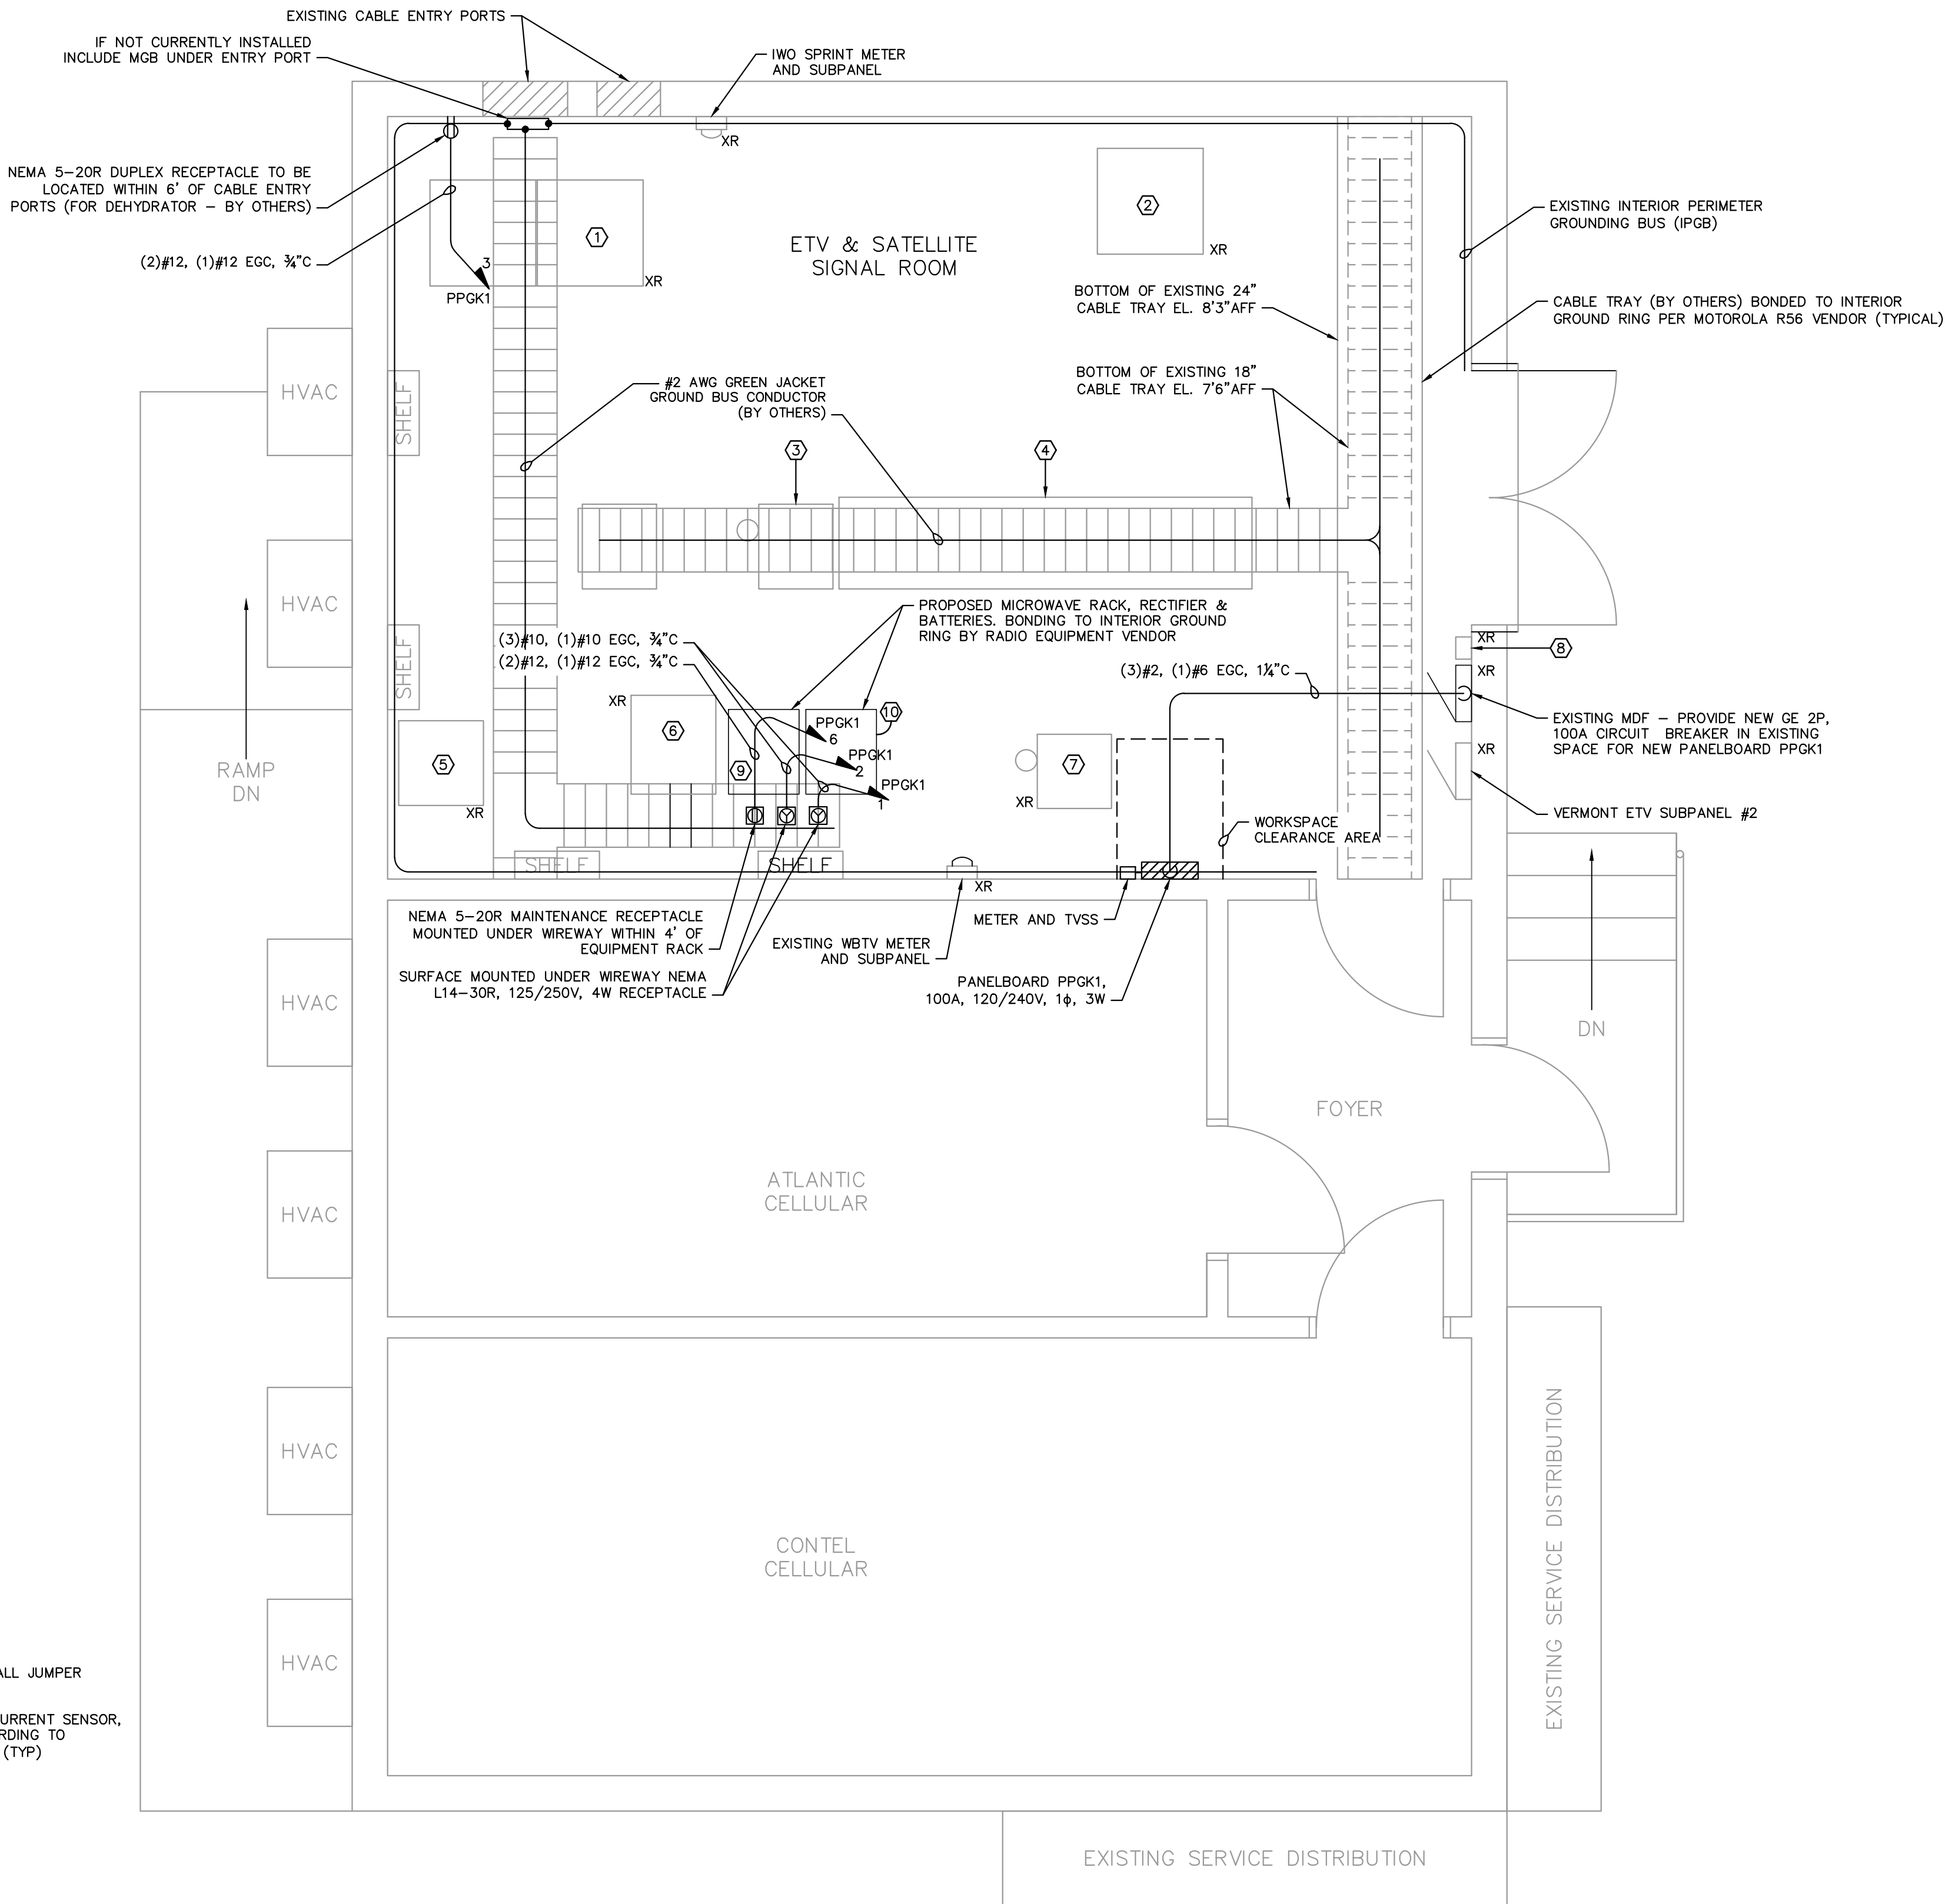 EXISTING CABLE ENTRY PORTS
IF NOT CURRENTLY INSTALLED
INCLUDE MGB UNDER ENTRY PORT
IWO SPRINT METER
AND SUBPANEL
XR
NEMA 5-20R DUPLEX RECEPTACLE TO BE
LOCATED WITHIN 6' OF CABLE ENTRY
PORTS (FOR DEHYDRATOR - BY OTHERS)
(2)#12, (1)#12 EGC, ¾"C
3
PPGK1
1
XR
ETV & SATELLITE
SIGNAL ROOM
2
XR
EXISTING INTERIOR PERIMETER
GROUNDING BUS (IPGB)
BOTTOM OF EXISTING 24"
CABLE TRAY EL. 8'3"AFF
CABLE TRAY (BY OTHERS) BONDED TO INTERIOR
GROUND RING PER MOTOROLA R56 VENDOR (TYPICAL)
BOTTOM OF EXISTING 18"
CABLE TRAY EL. 7'6"AFF
#2 AWG GREEN JACKET
GROUND BUS CONDUCTOR
(BY OTHERS)
HVAC
SHELF
3
4
HVAC
SHELF
PROPOSED MICROWAVE RACK, RECTIFIER &
BATTERIES. BONDING TO INTERIOR GROUND
RING BY RADIO EQUIPMENT VENDOR
(3)#10, (1)#10 EGC, ¾"C
(2)#12, (1)#12 EGC, ¾"C
(3)#2, (1)#6 EGC, 1¼"C
XR
8
XR
EXISTING MDF - PROVIDE NEW GE 2P,
100A CIRCUIT BREAKER IN EXISTING
SPACE FOR NEW PANELBOARD PPGK1
XR
VERMONT ETV SUBPANEL #2
XR
6
9
10
PPGK1
6
PPGK1
2
PPGK1
1
5
XR
7
XR
RAMP
DN
WORKSPACE
CLEARANCE AREA
SHELF
SHELF
XR
METER AND TVSS
NEMA 5-20R MAINTENANCE RECEPTACLE
MOUNTED UNDER WIREWAY WITHIN 4' OF
EQUIPMENT RACK
EXISTING WBTV METER
AND SUBPANEL
SURFACE MOUNTED UNDER WIREWAY NEMA
L14-30R, 125/250V, 4W RECEPTACLE
PANELBOARD PPGK1,
100A, 120/240V, 1ϕ, 3W
HVAC
DN
FOYER
ATLANTIC
CELLULAR
HVAC
HVAC
CONTEL
CELLULAR
EXISTING SERVICE DISTRIBUTION
HVAC
ALL JUMPER
URRENT SENSOR,
RDING TO
(TYP)
EXISTING SERVICE DISTRIBUTION